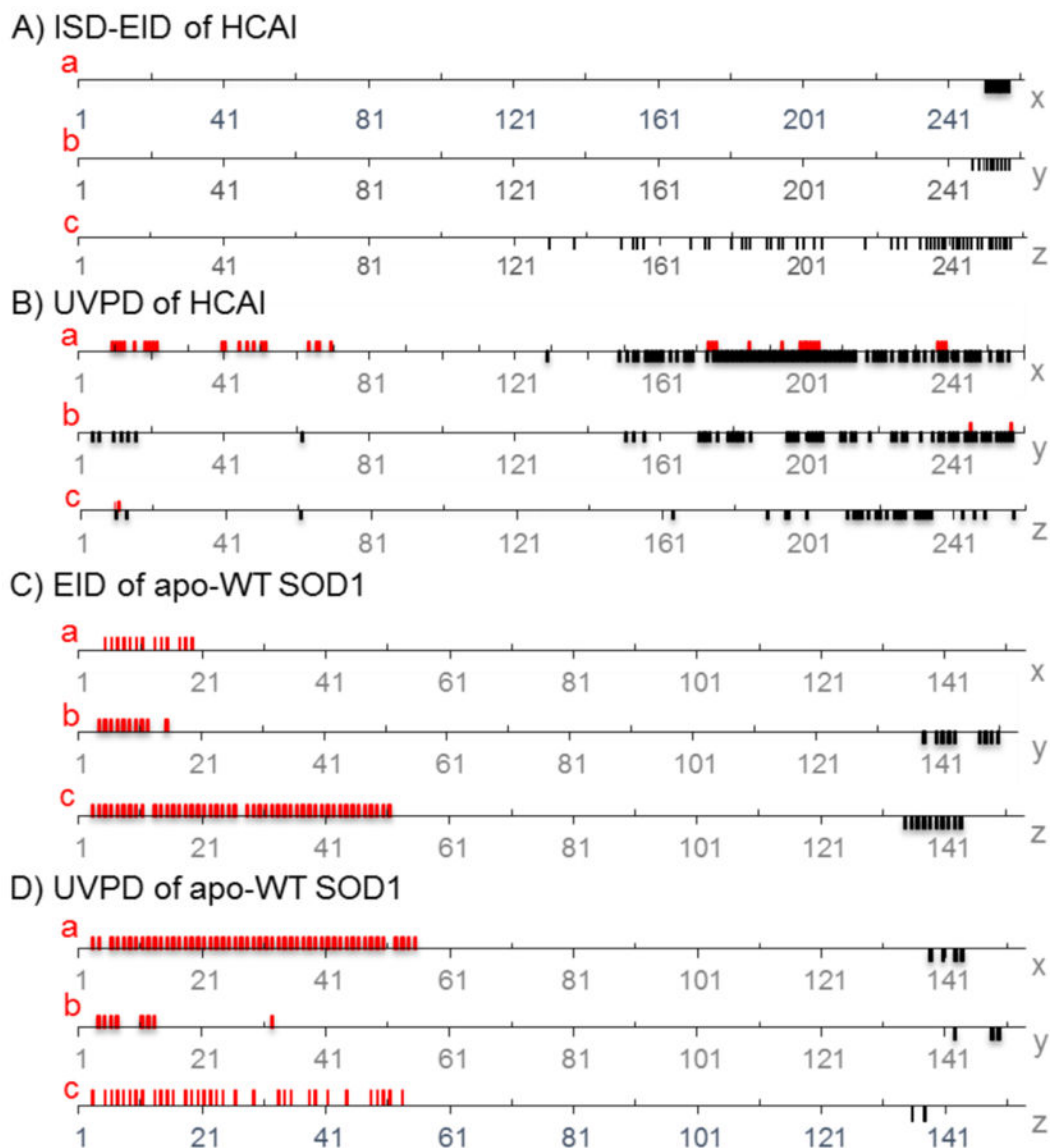 A) ISD-EID of HCAI
a
x
1 41 81 121 161 201 241
b
y
1 41 81 121 161 201 241
c
z
1 41 81 121 161 201 241
B) UVPD of HCAI
a
x
1 41 81 121 161 201 241
b
y
1 41 81 121 161 201 241
c
z
1 41 81 121 161 201 241
C) EID of apo-WT SOD1
a
x
1 21 41 61 81 101 121 141
b
y
1 21 41 61 81 101 121 141
c
z
1 21 41 61 81 101 121 141
D) UVPD of apo-WT SOD1
a
x
1 21 41 61 81 101 121 141
b
y
1 21 41 61 81 101 121 141
c
z
1 21 41 61 81 101 121 141